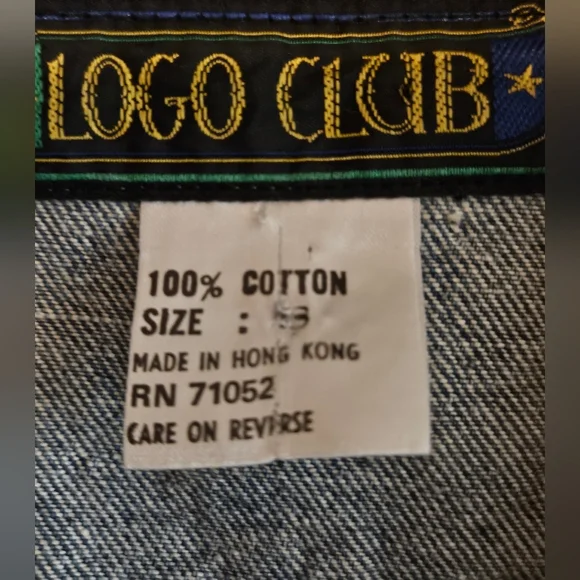 LOGO CLUB
100% COTTON
SIZE :
MADE IN HONG KONG
RN 71052
CARE ON REVERSE